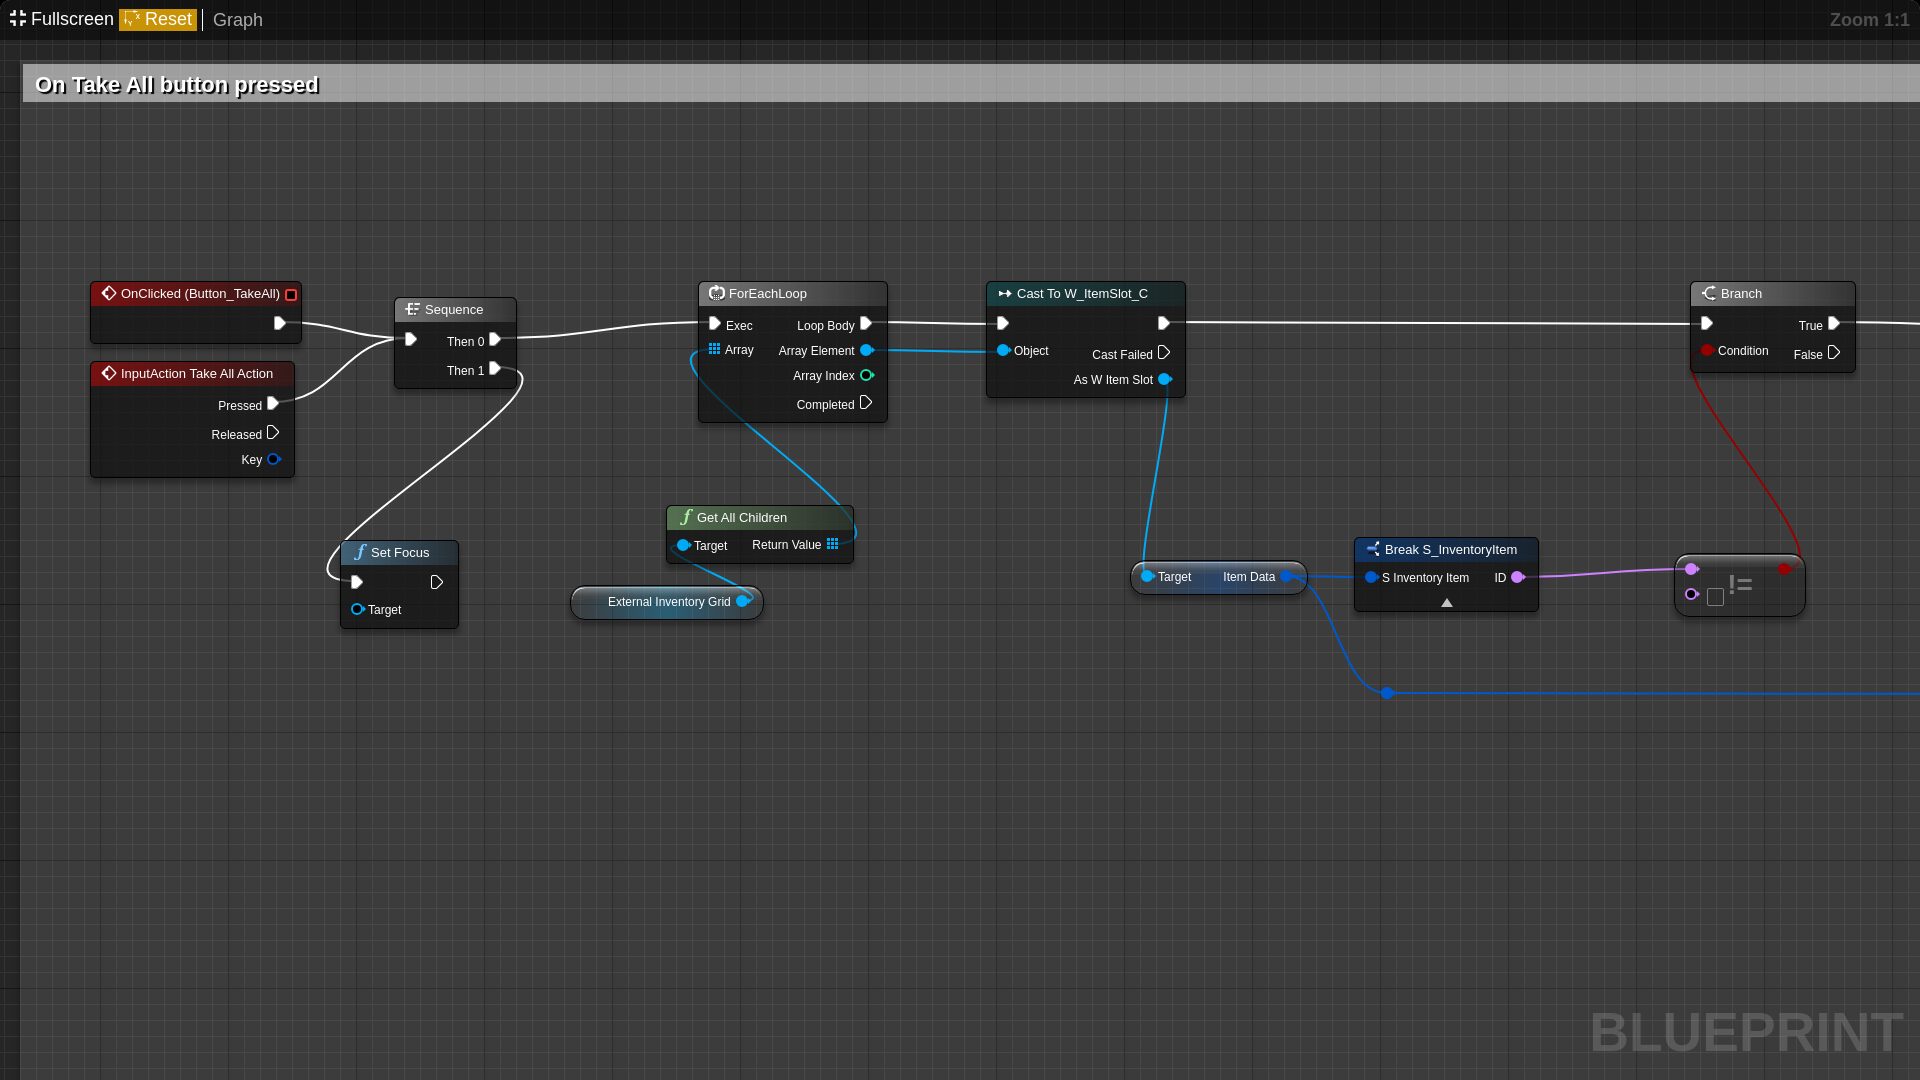 Fullscreen Reset Graph Zoom 1:1
On Take All button pressed
OnClicked (Button_TakeAll)
InputAction Take All Action
Pressed
Released
Key
Sequence
Then 0
Then 1
Set Focus
Target
ForEachLoop
Exec Loop Body
Array Array Element
Array Index
Completed
Get All Children
Target Return Value
External Inventory Grid
Cast To W_ItemSlot_C
Object Cast Failed
As W Item Slot
Target Item Data
Break S_InventoryItem
S Inventory Item ID
Branch
True
Condition False
!=
BLUEPRINT